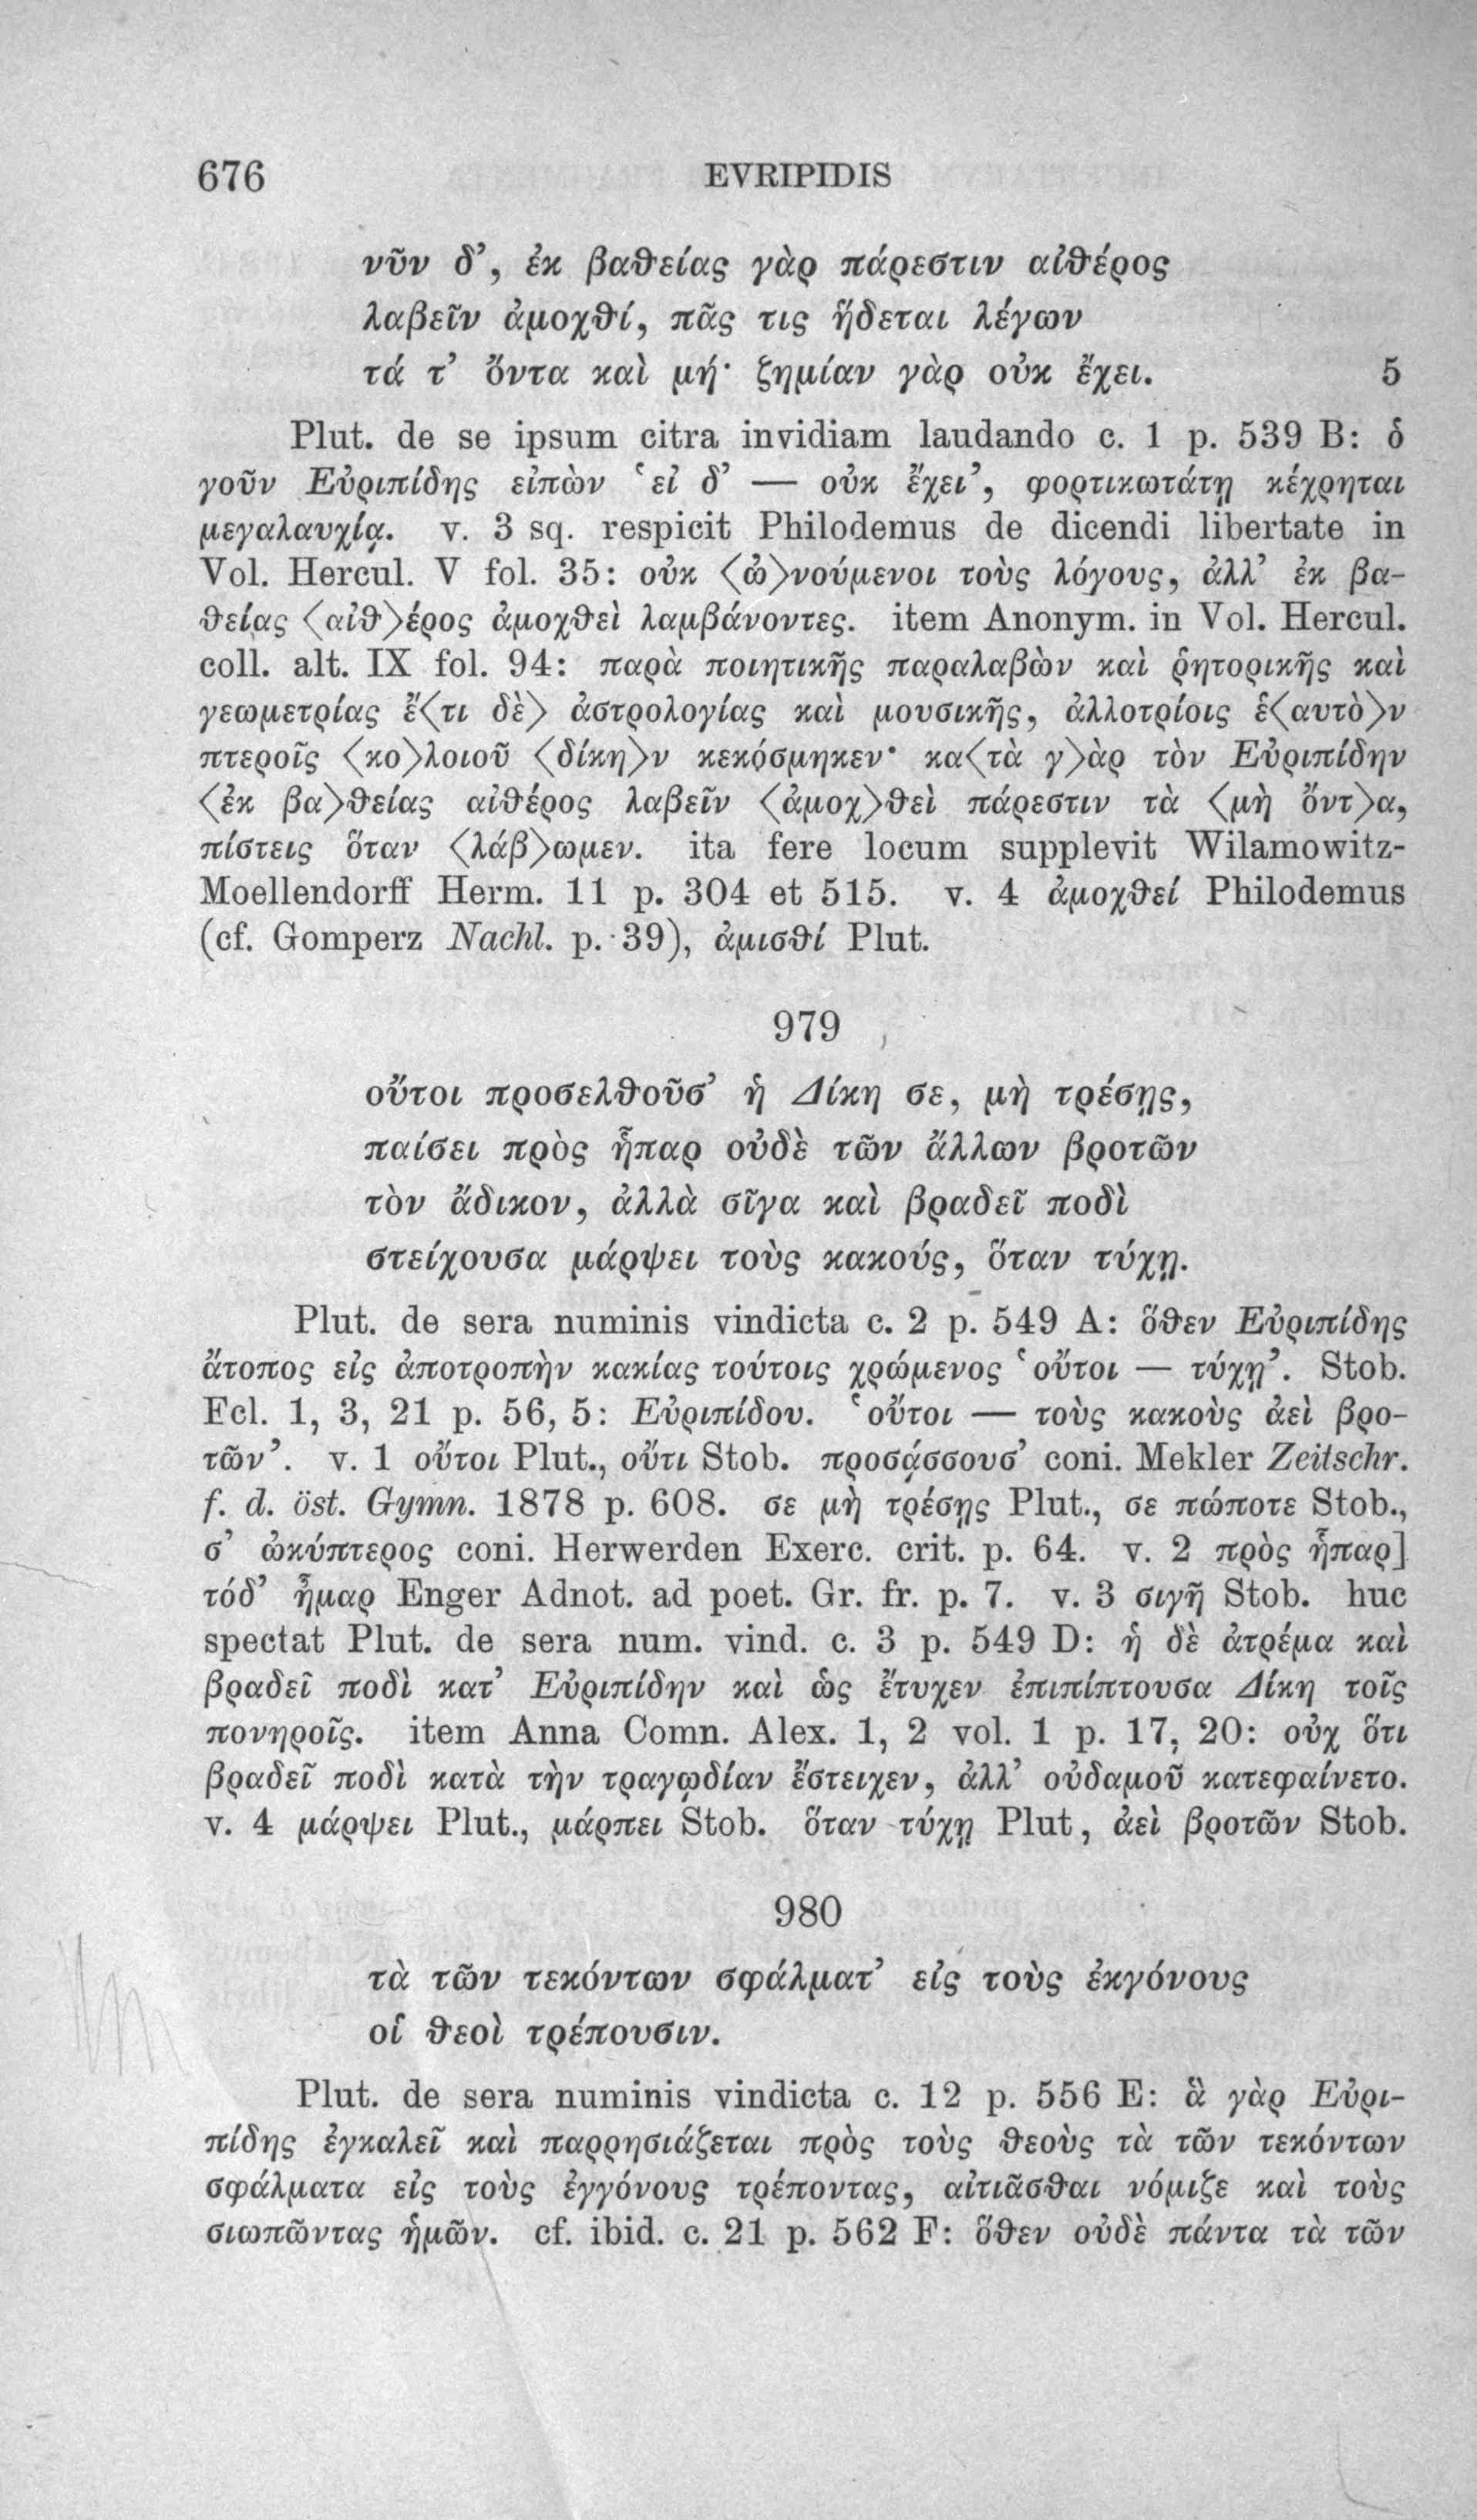 676 EVRIPIDIS
νῦν δ’, ἐκ βαθείας γὰρ πάρεστιν αἰθέρος
λαβεῖν ἀμοχθί, πᾶς τις ἥδεται λέγων
τά τ’ ὄντα καὶ μή· ζημίαν γὰρ οὐκ ἔχει. 5
Plut. de se ipsum citra invidiam laudando c. 1 p. 539 B: ὁ
γοῦν Εὐριπίδης εἰπὼν ‘εἰ δ’ — οὐκ ἔχει’, φορτικωτάτῃ κέχρηται
μεγαλαυχίᾳ. v. 3 sq. respicit Philodemus de dicendi libertate in
Vol. Hercul. V fol. 35: οὐκ 〈ὠ〉νούμενοι τοὺς λόγους, ἀλλ’ ἐκ βα-
θείας 〈αἰθ〉έρος ἀμοχθεὶ λαμβάνοντες. item Anonym. in Vol. Hercul.
coll. alt. IX fol. 94: παρὰ ποιητικῆς παραλαβὼν καὶ ῥητορικῆς καὶ
γεωμετρίας ἔ〈τι δὲ〉 ἀστρολογίας καὶ μουσικῆς, ἀλλοτρίοις ἑ〈αυτὸ〉ν
πτεροῖς 〈κο〉λοιοῦ 〈δίκη〉ν κεκόσμηκεν· κα〈τὰ γ〉ὰρ τὸν Εὐριπίδην
〈ἐκ βα〉θείας αἰθέρος λαβεῖν 〈ἀμοχ〉θεὶ πάρεστιν τὰ 〈μὴ ὄντ〉α,
πίστεις ὅταν 〈λάβ〉ωμεν. ita fere locum supplevit Wilamowitz-
Moellendorff Herm. 11 p. 304 et 515. v. 4 ἀμοχθεί Philodemus
(cf. Gomperz Nachl. p. 39), ἀμισθί Plut.
979
οὔτοι προσελθοῦσ’ ἡ Δίκη σε, μὴ τρέσῃς,
παίσει πρὸς ἧπαρ οὐδὲ τῶν ἄλλων βροτῶν
τὸν ἄδικον, ἀλλὰ σῖγα καὶ βραδεῖ ποδὶ
στείχουσα μάρψει τοὺς κακούς, ὅταν τύχῃ.
Plut. de sera numinis vindicta c. 2 p. 549 A: ὅθεν Εὐριπίδης
ἄτοπος εἰς ἀποτροπὴν κακίας τούτοις χρώμενος ‘οὔτοι — τύχῃ’. Stob.
Ecl. 1, 3, 21 p. 56, 5: Εὐριπίδου. ‘οὔτοι — τοὺς κακοὺς ἀεὶ βρο-
τῶν’. v. 1 οὔτοι Plut., οὔτι Stob. προσᾴσσουσ’ coni. Mekler Zeitschr.
f. d. öst. Gymn. 1878 p. 608. σε μὴ τρέσῃς Plut., σε πώποτε Stob.,
σ’ ὠκύπτερος coni. Herwerden Exerc. crit. p. 64. v. 2 πρὸς ἧπαρ]
τόδ’ ἦμαρ Enger Adnot. ad poet. Gr. fr. p. 7. v. 3 σιγῇ Stob. huc
spectat Plut. de sera num. vind. c. 3 p. 549 D: ἡ δὲ ἀτρέμα καὶ
βραδεῖ ποδὶ κατ’ Εὐριπίδην καὶ ὡς ἔτυχεν ἐπιπίπτουσα Δίκη τοῖς
πονηροῖς. item Anna Comn. Alex. 1, 2 vol. 1 p. 17, 20: οὐχ ὅτι
βραδεῖ ποδὶ κατὰ τὴν τραγῳδίαν ἔστειχεν, ἀλλ’ οὐδαμοῦ κατεφαίνετο.
v. 4 μάρψει Plut., μάρπει Stob. ὅταν τύχῃ Plut, ἀεὶ βροτῶν Stob.
980
τὰ τῶν τεκόντων σφάλματ’ εἰς τοὺς ἐκγόνους
οἱ θεοὶ τρέπουσιν.
Plut. de sera numinis vindicta c. 12 p. 556 E: ἃ γὰρ Εὐρι-
πίδης ἐγκαλεῖ καὶ παρρησιάζεται πρὸς τοὺς θεοὺς τὰ τῶν τεκόντων
σφάλματα εἰς τοὺς ἐγγόνους τρέποντας, αἰτιᾶσθαι νόμιζε καὶ τοὺς
σιωπῶντας ἡμῶν. cf. ibid. c. 21 p. 562 F: ὅθεν οὐδὲ πάντα τὰ τῶν